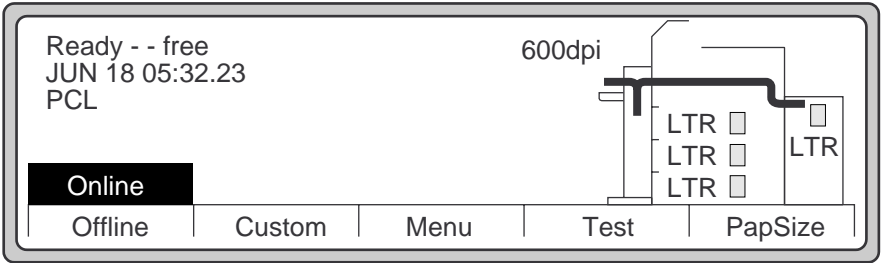 Ready - - free
600dpi
JUN 18 05:32.23
PCL
LTR
LTR
LTR
LTR
Online
Offline
Custom
Menu
Test
PapSize